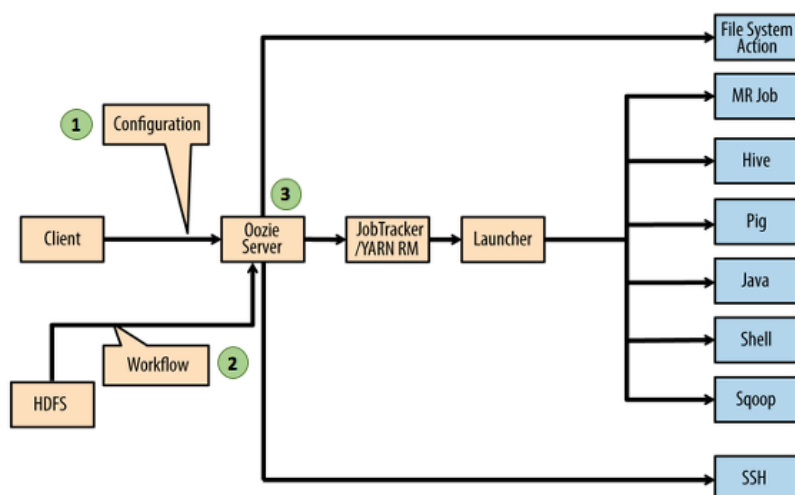 File System
Action
MR Job
1
Configuration
Hive
3
Client
Oozie
Server
JobTracker
/YARN RM
Launcher
Pig
Java
Workflow
2
Shell
HDFS
Sqoop
SSH